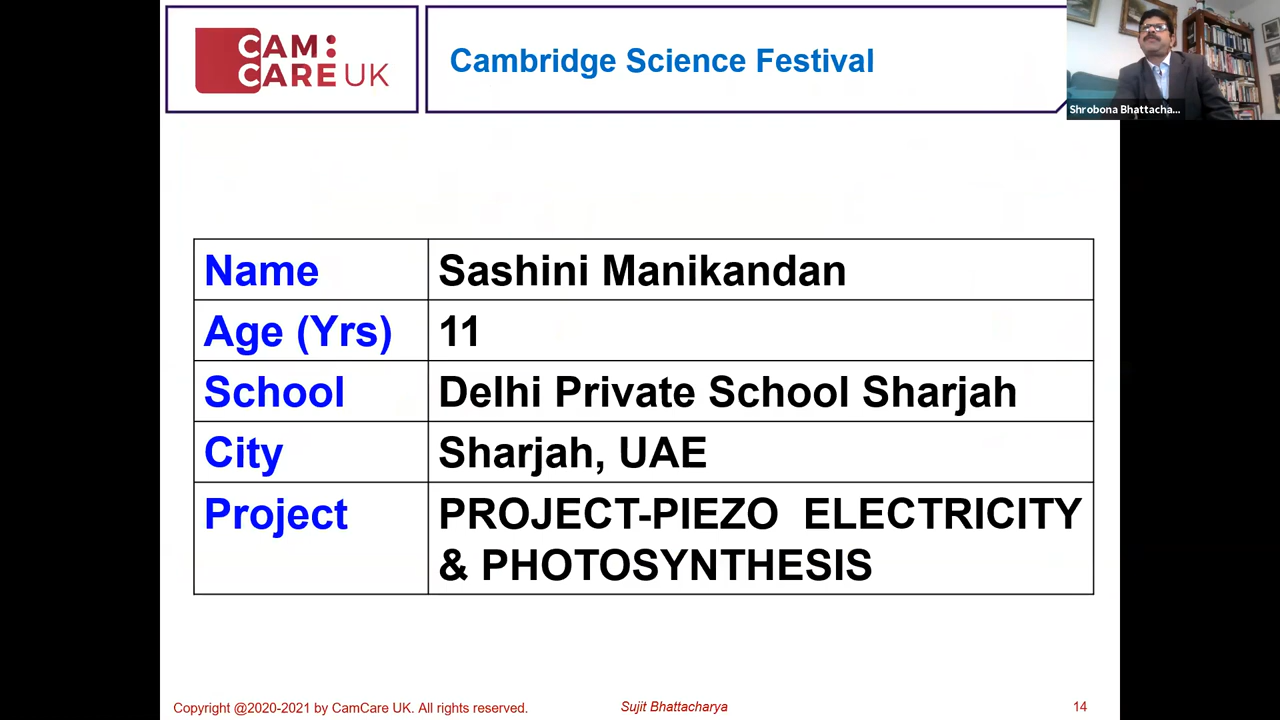 CAM:
CARE UK
Cambridge Science Festival
Shrobona Bhattacha...
Name Sashini Manikandan
Age (Yrs) 11
School Delhi Private School Sharjah
City Sharjah, UAE
Project PROJECT-PIEZO ELECTRICITY
& PHOTOSYNTHESIS
Copyright @2020-2021 by CamCare UK. All rights reserved. Sujit Bhattacharya 14